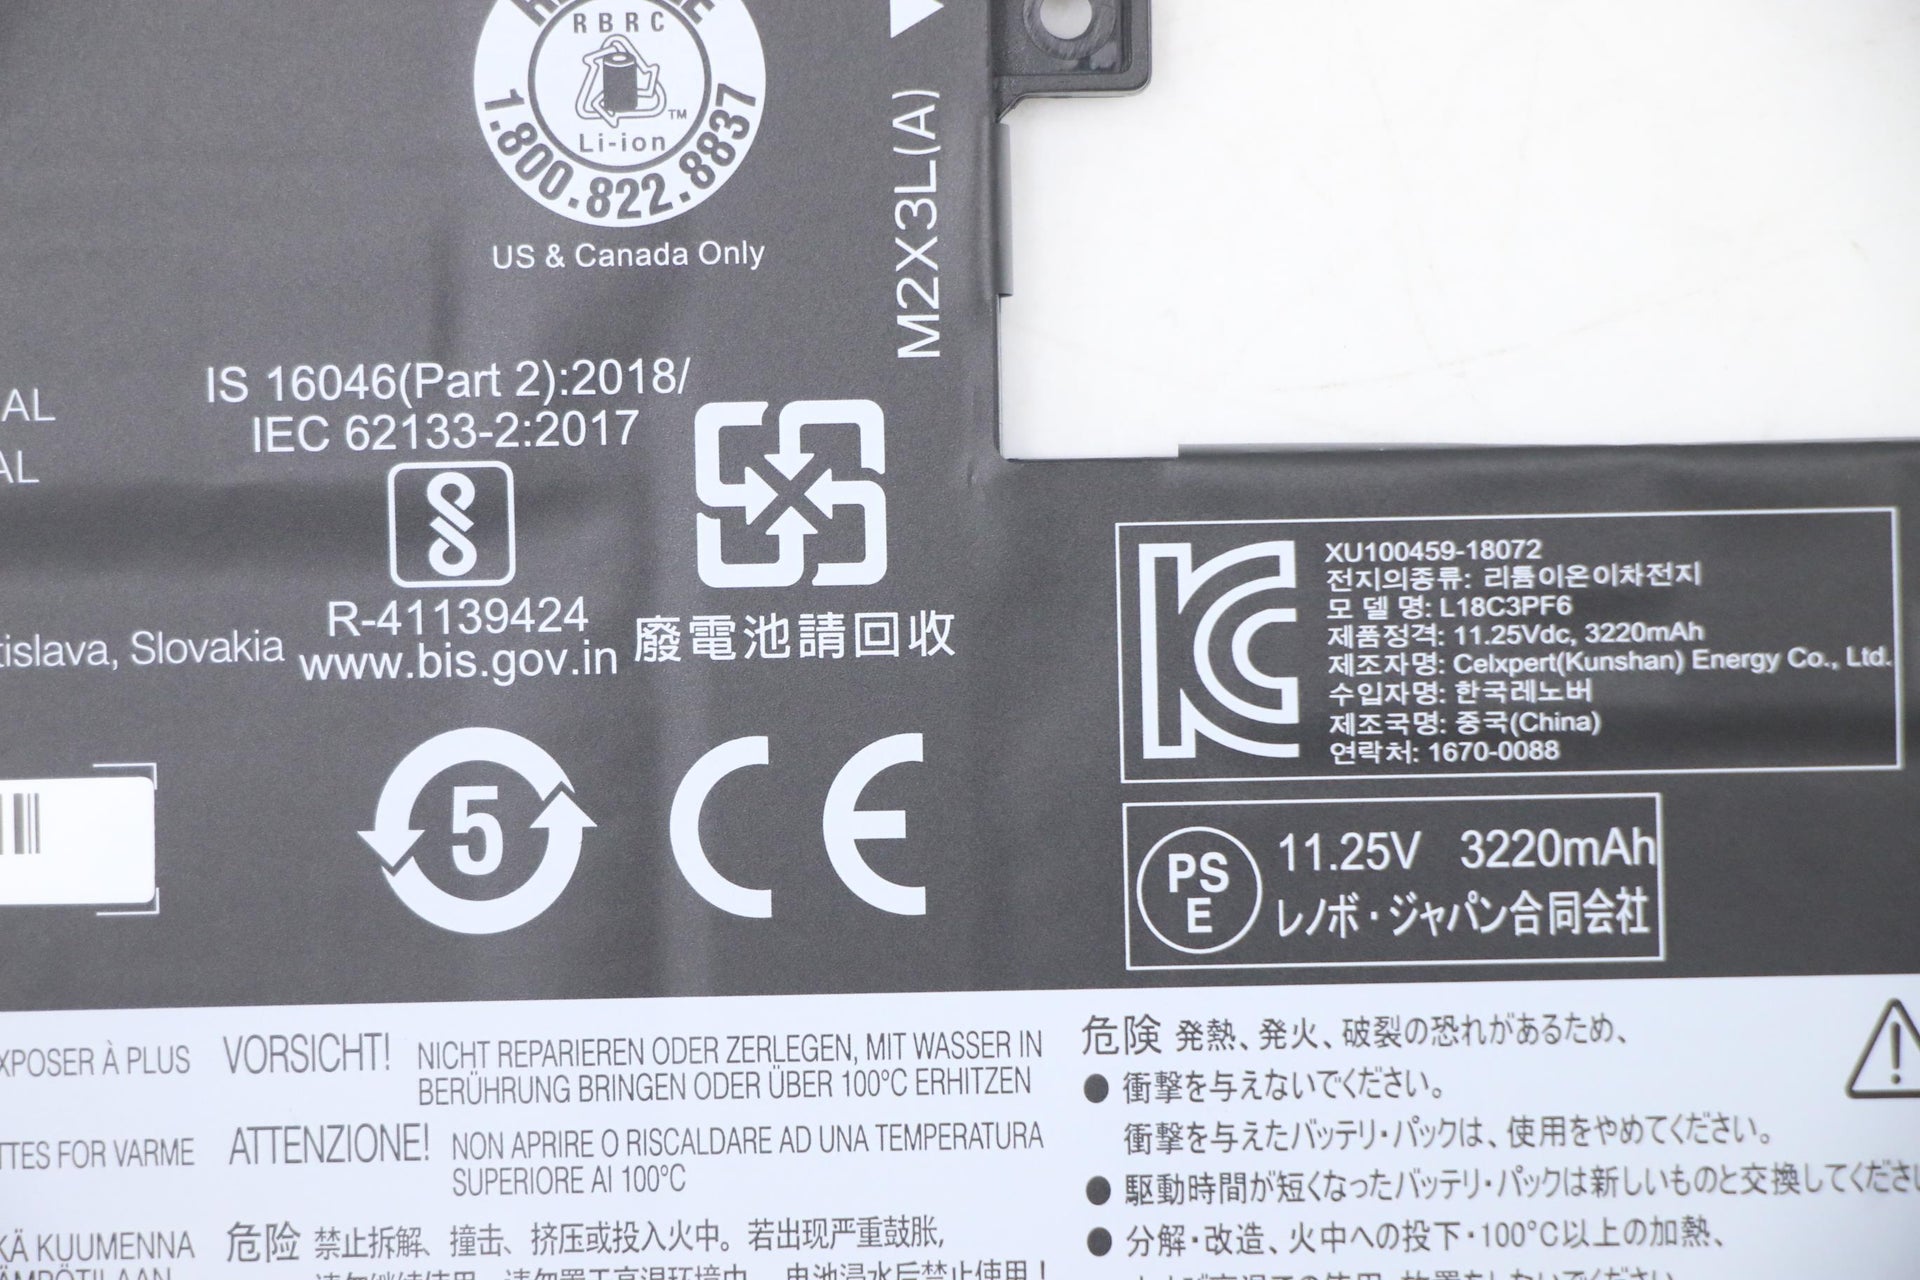 RBRC
TM
Li-ion
1.800.822.8837
US & Canada Only
M2X3L(A)
IS 16046(Part 2):2018/
IEC 62133-2:2017
AL
AL
R-41139424
www.bis.gov.in
Slovakia
廢電池請回收
5
CE
XU100459-18072
전지의종류: 리튬이온이차전지
모 델 명: L18C3PF6
제품정격: 11.25Vdc, 3220mAh
제조자명: Celxpert(Kunshan) Energy Co., Ltd.
수입자명: 한국레노버
제조국명: 중국(China)
연락처: 1670-0088
PS
E
11.25V 3220mAh
レノボ・ジャパン合同会社
XPOSER À PLUS
VORSICHT! NICHT REPARIEREN ODER ZERLEGEN, MIT WASSER IN
BERÜHRUNG BRINGEN ODER ÜBER 100°C ERHITZEN
TTES FOR VARME
ATTENZIONE! NON APRIRE O RISCALDARE AD UNA TEMPERATURA
SUPERIORE AI 100°C
KÄ KUUMENNA
危险 禁止拆解、撞击、挤压或投入火中。若出现严重鼓胀,
危険 発熱、発火、破裂の恐れがあるため、
● 衝撃を与えないでください。
衝撃を与えたバッテリ・パックは、使用をやめてください。
● 駆動時間が短くなったバッテリ・パックは新しいものと交換してくださ
● 分解・改造、火中への投下・100°C以上の加熱、